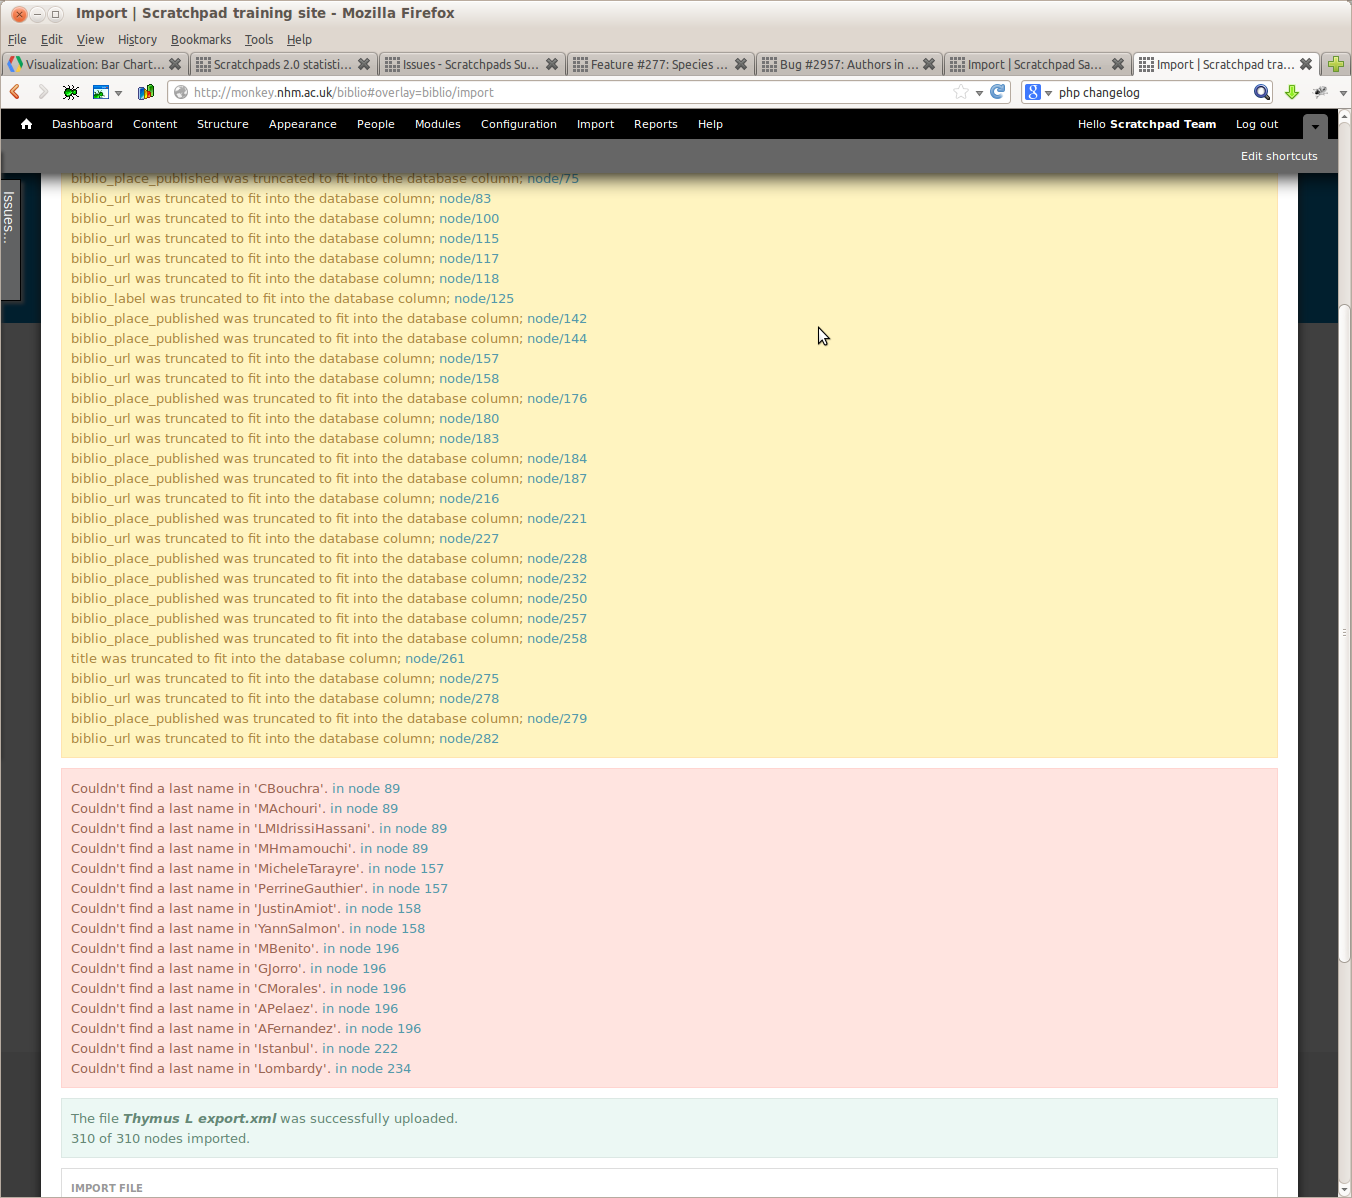 Import | Scratchpad training site - Mozilla Firefox
File Edit View History Bookmarks Tools Help
Visualization: Bar Chart... Scratchpads 2.0 statisti... Issues - Scratchpads Su... Feature #277: Species ... Bug #2957: Authors in ... Import | Scratchpad Sa... Import | Scratchpad tra...
http://monkey.nhm.ac.uk/biblio#overlay=biblio/import php changelog
Dashboard Content Structure Appearance People Modules Configuration Import Reports Help Hello Scratchpad Team Log out
Edit shortcuts
Issues...
biblio_place_published was truncated to fit into the database column; node/75
biblio_url was truncated to fit into the database column; node/83
biblio_url was truncated to fit into the database column; node/100
biblio_url was truncated to fit into the database column; node/115
biblio_url was truncated to fit into the database column; node/117
biblio_url was truncated to fit into the database column; node/118
biblio_label was truncated to fit into the database column; node/125
biblio_place_published was truncated to fit into the database column; node/142
biblio_place_published was truncated to fit into the database column; node/144
biblio_url was truncated to fit into the database column; node/157
biblio_url was truncated to fit into the database column; node/158
biblio_place_published was truncated to fit into the database column; node/176
biblio_url was truncated to fit into the database column; node/180
biblio_url was truncated to fit into the database column; node/183
biblio_place_published was truncated to fit into the database column; node/184
biblio_place_published was truncated to fit into the database column; node/187
biblio_url was truncated to fit into the database column; node/216
biblio_place_published was truncated to fit into the database column; node/221
biblio_url was truncated to fit into the database column; node/227
biblio_place_published was truncated to fit into the database column; node/228
biblio_place_published was truncated to fit into the database column; node/232
biblio_place_published was truncated to fit into the database column; node/250
biblio_place_published was truncated to fit into the database column; node/257
biblio_place_published was truncated to fit into the database column; node/258
title was truncated to fit into the database column; node/261
biblio_url was truncated to fit into the database column; node/275
biblio_url was truncated to fit into the database column; node/278
biblio_place_published was truncated to fit into the database column; node/279
biblio_url was truncated to fit into the database column; node/282
Couldn't find a last name in 'CBouchra'. in node 89
Couldn't find a last name in 'MAchouri'. in node 89
Couldn't find a last name in 'LMIdrissiHassani'. in node 89
Couldn't find a last name in 'MHmamouchi'. in node 89
Couldn't find a last name in 'MicheleTarayre'. in node 157
Couldn't find a last name in 'PerrineGauthier'. in node 157
Couldn't find a last name in 'JustinAmiot'. in node 158
Couldn't find a last name in 'YannSalmon'. in node 158
Couldn't find a last name in 'MBenito'. in node 196
Couldn't find a last name in 'GJorro'. in node 196
Couldn't find a last name in 'CMorales'. in node 196
Couldn't find a last name in 'APelaez'. in node 196
Couldn't find a last name in 'AFernandez'. in node 196
Couldn't find a last name in 'Istanbul'. in node 222
Couldn't find a last name in 'Lombardy'. in node 234
The file Thymus L export.xml was successfully uploaded.
310 of 310 nodes imported.
IMPORT FILE